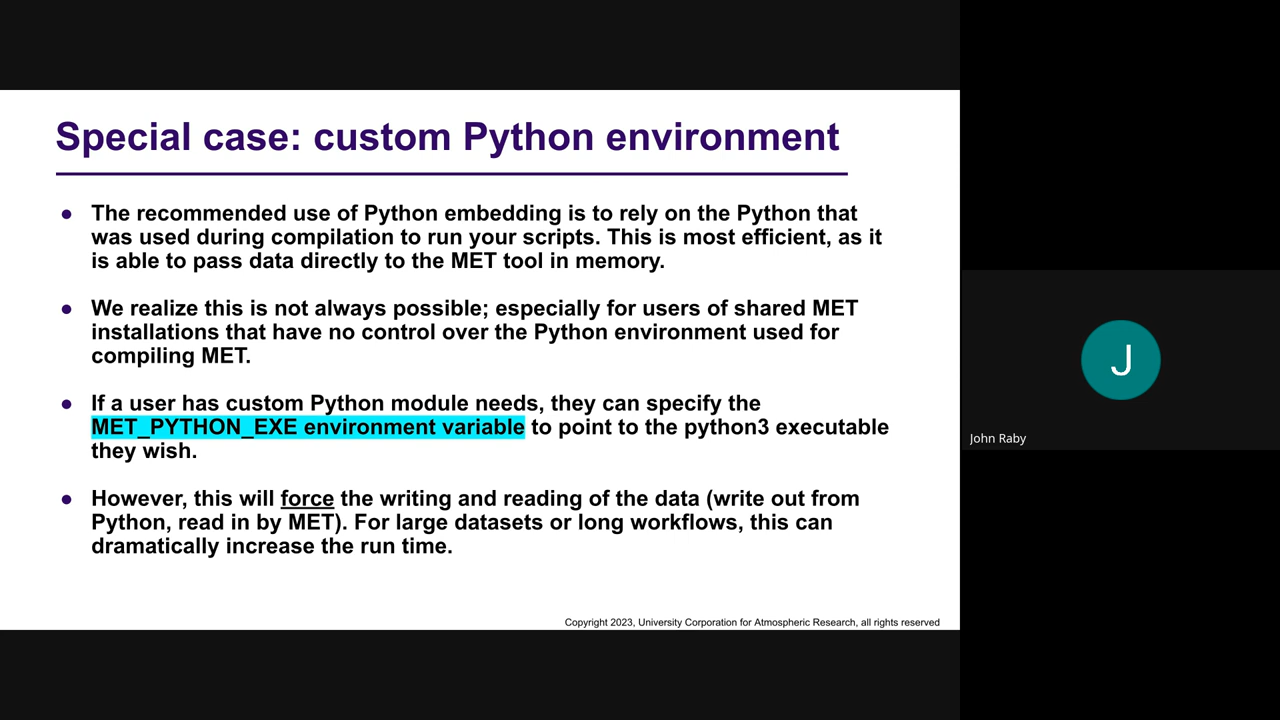 Special case: custom Python environment
● The recommended use of Python embedding is to rely on the Python that
was used during compilation to run your scripts. This is most efficient, as it
is able to pass data directly to the MET tool in memory.
● We realize this is not always possible; especially for users of shared MET
installations that have no control over the Python environment used for
compiling MET.
● If a user has custom Python module needs, they can specify the
MET_PYTHON_EXE environment variable to point to the python3 executable
they wish.
● However, this will force the writing and reading of the data (write out from
Python, read in by MET). For large datasets or long workflows, this can
dramatically increase the run time.
Copyright 2023, University Corporation for Atmospheric Research, all rights reserved
J
John Raby